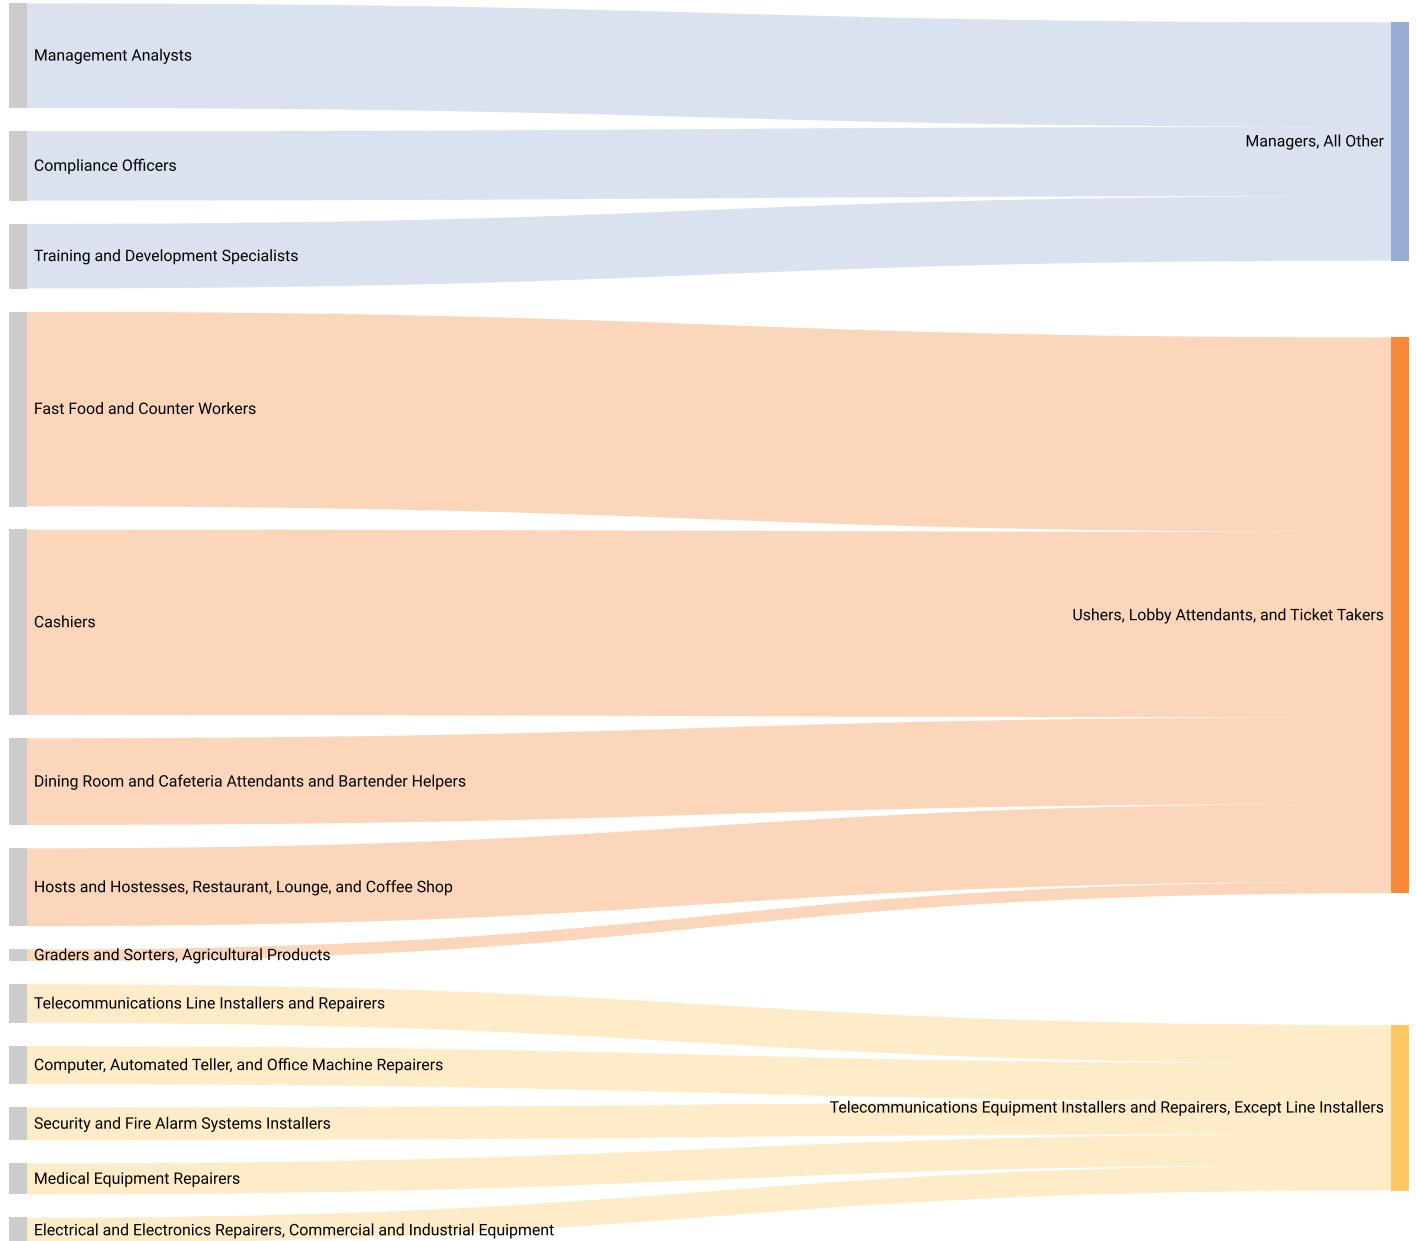 Management Analysts
Managers, All Other
Compliance Officers
Training and Development Specialists
Fast Food and Counter Workers
Ushers, Lobby Attendants, and Ticket Takers
Cashiers
Dining Room and Cafeteria Attendants and Bartender Helpers
Hosts and Hostesses, Restaurant, Lounge, and Coffee Shop
Graders and Sorters, Agricultural Products
Telecommunications Line Installers and Repairers
Computer, Automated Teller, and Office Machine Repairers
Telecommunications Equipment Installers and Repairers, Except Line Installers
Security and Fire Alarm Systems Installers
Medical Equipment Repairers
Electrical and Electronics Repairers, Commercial and Industrial Equipment